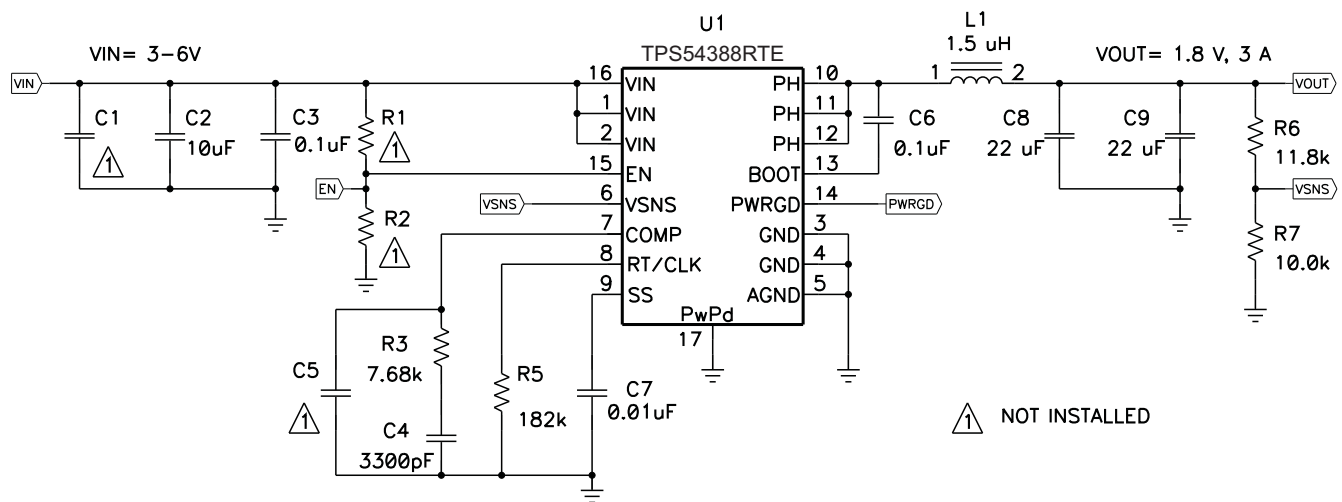 U1
TPS54388RTE
L1
1.5 uH
VIN= 3-6V
VOUT= 1.8 V, 3 A
VIN
16 VIN
1 VIN
2 VIN
15 EN
6 VSNS
7 COMP
8 RT/CLK
9 SS
PH 10
PH 11
PH 12
BOOT 13
PWRGD 14
GND 3
GND 4
AGND 5
PwPd
17
1 2
VOUT
C1
1
C2
10uF
C3
0.1uF
R1
1
EN
R2
1
VSNS
PWRGD
C6
0.1uF
C8
22 uF
C9
22 uF
R6
11.8k
VSNS
R7
10.0k
C5
1
R3
7.68k
C4
3300pF
R5
182k
C7
0.01uF
1 NOT INSTALLED